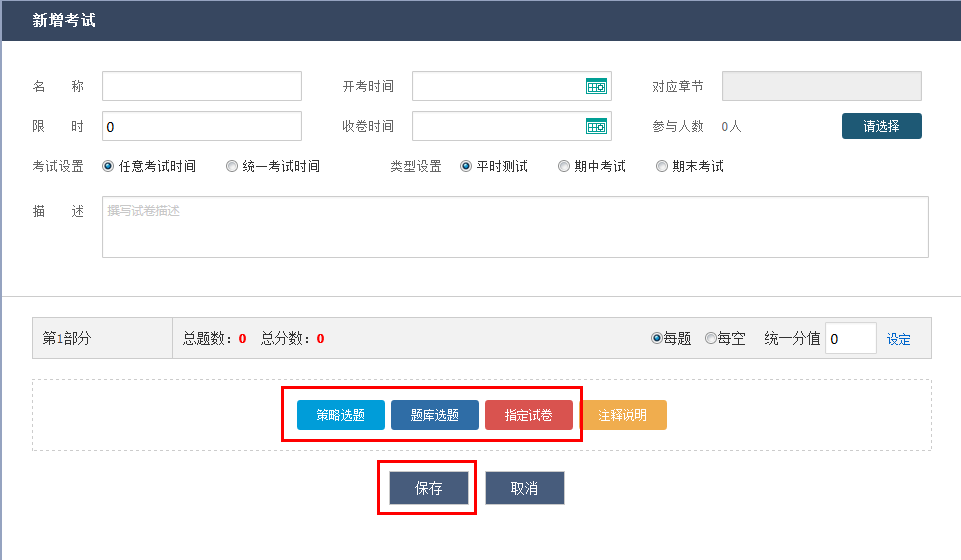 新增考试
名 称 开考时间 对应章节
限 时 0 收卷时间 参与人数 0人 请选择
考试设置 任意考试时间 统一考试时间 类型设置 平时测试 期中考试 期末考试
描 述 撰写试卷描述
第1部分 总题数：0 总分数：0 每题 每空 统一分值 0 设定
策略选题 题库选题 指定试卷 注释说明
保存 取消